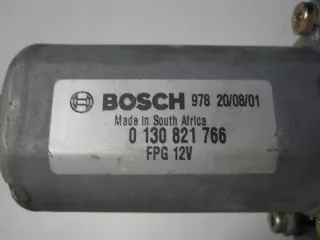 BOSCH 978 20/08/01
Made in South Africa
0 130 821 766
FPG 12V